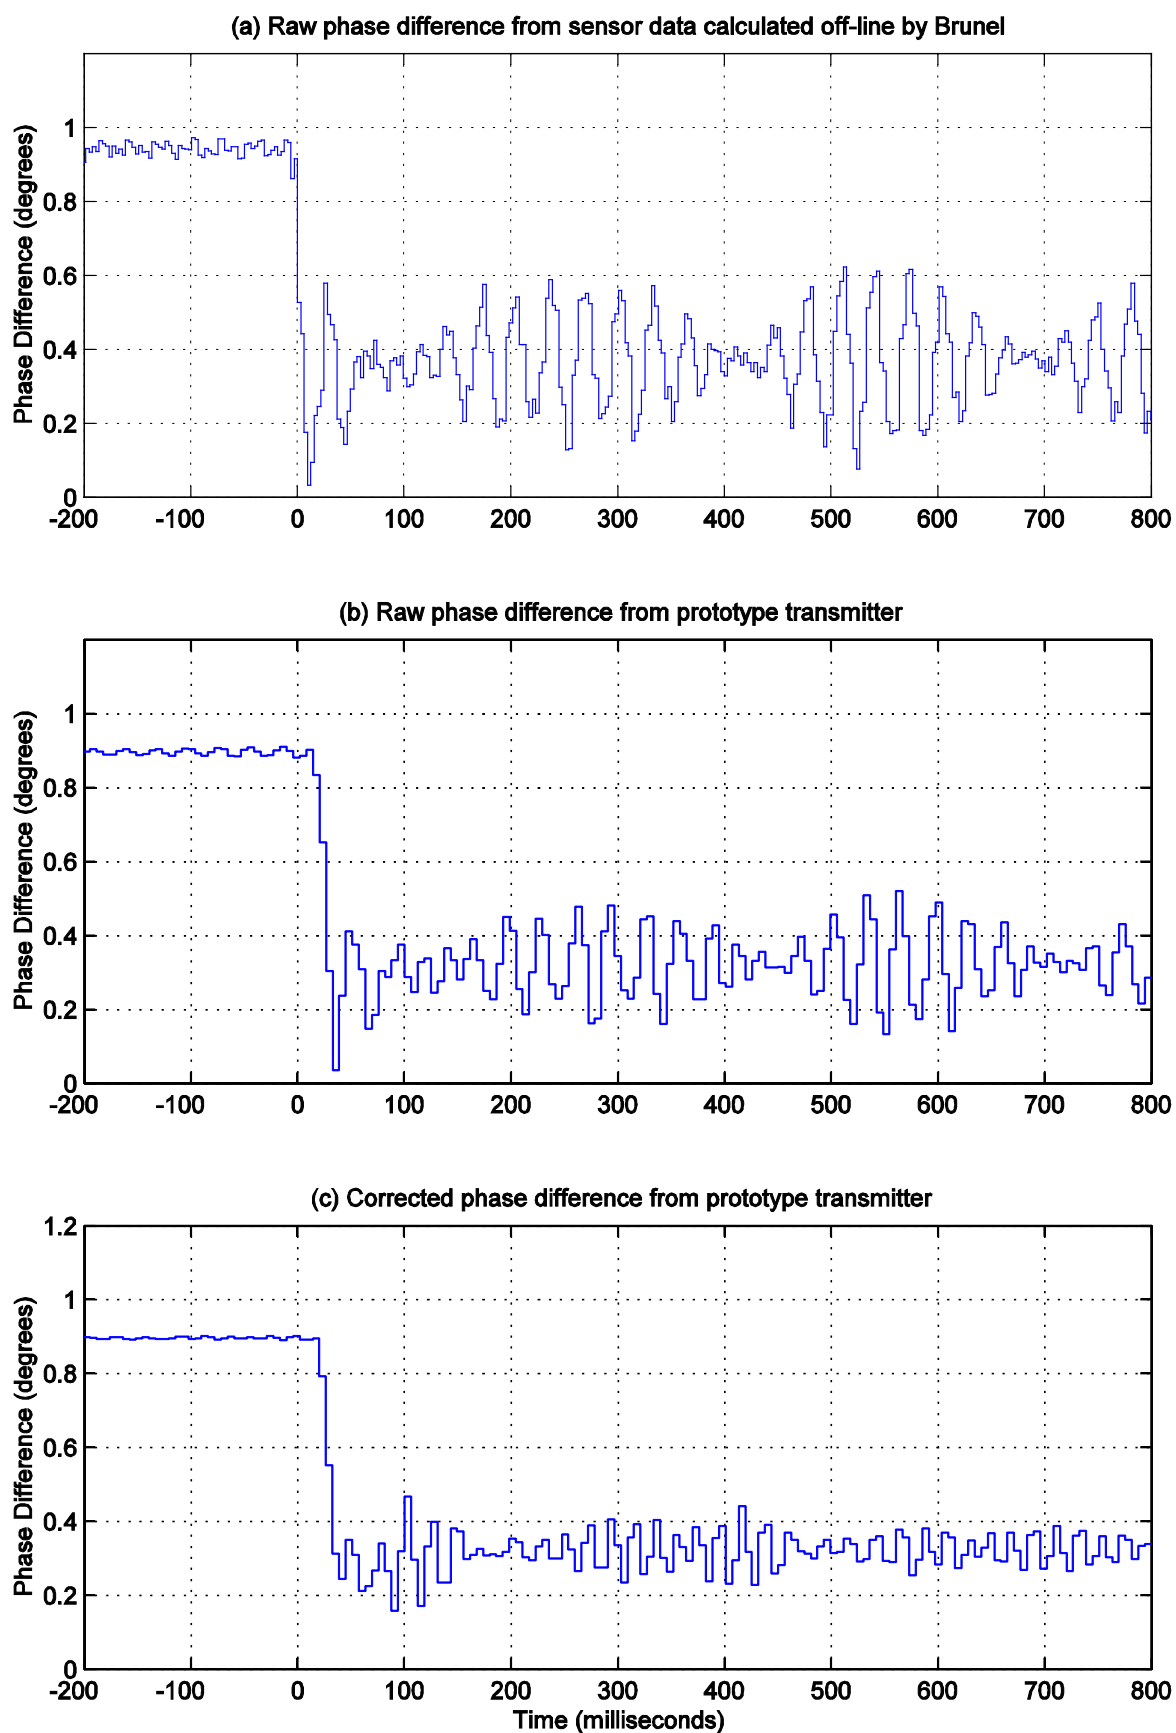 (a) Raw phase difference from sensor data calculated off-line by Brunel
Phase Difference (degrees)
1
0.8
0.6
0.4
0.2
0
-200 -100 0 100 200 300 400 500 600 700 800
(b) Raw phase difference from prototype transmitter
Phase Difference (degrees)
1
0.8
0.6
0.4
0.2
0
-200 -100 0 100 200 300 400 500 600 700 800
(c) Corrected phase difference from prototype transmitter
Phase Difference (degrees)
1.2
1
0.8
0.6
0.4
0.2
0
-200 -100 0 100 200 300 400 500 600 700 800
Time (milliseconds)